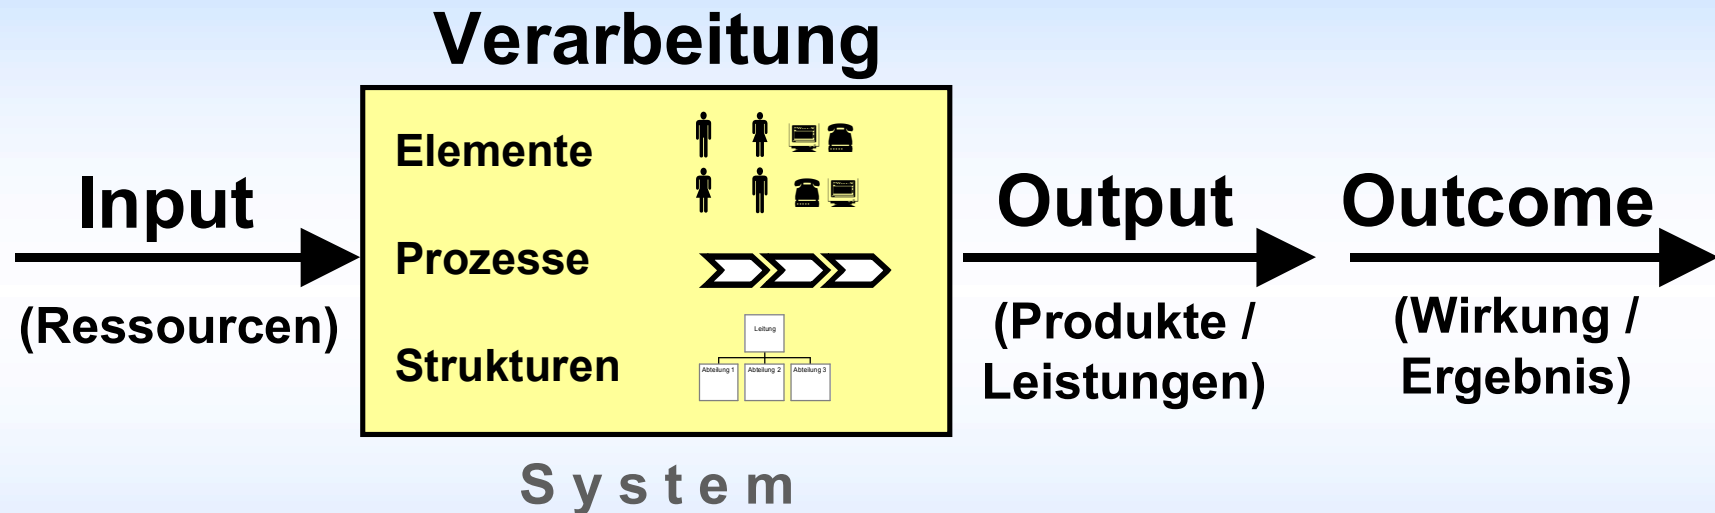 Verarbeitung
Input
(Ressourcen)
Elemente
Prozesse
Strukturen
Leitung
Abteilung 1
Abteilung 2
Abteilung 3
Output
(Produkte /
Leistungen)
Outcome
(Wirkung /
Ergebnis)
System